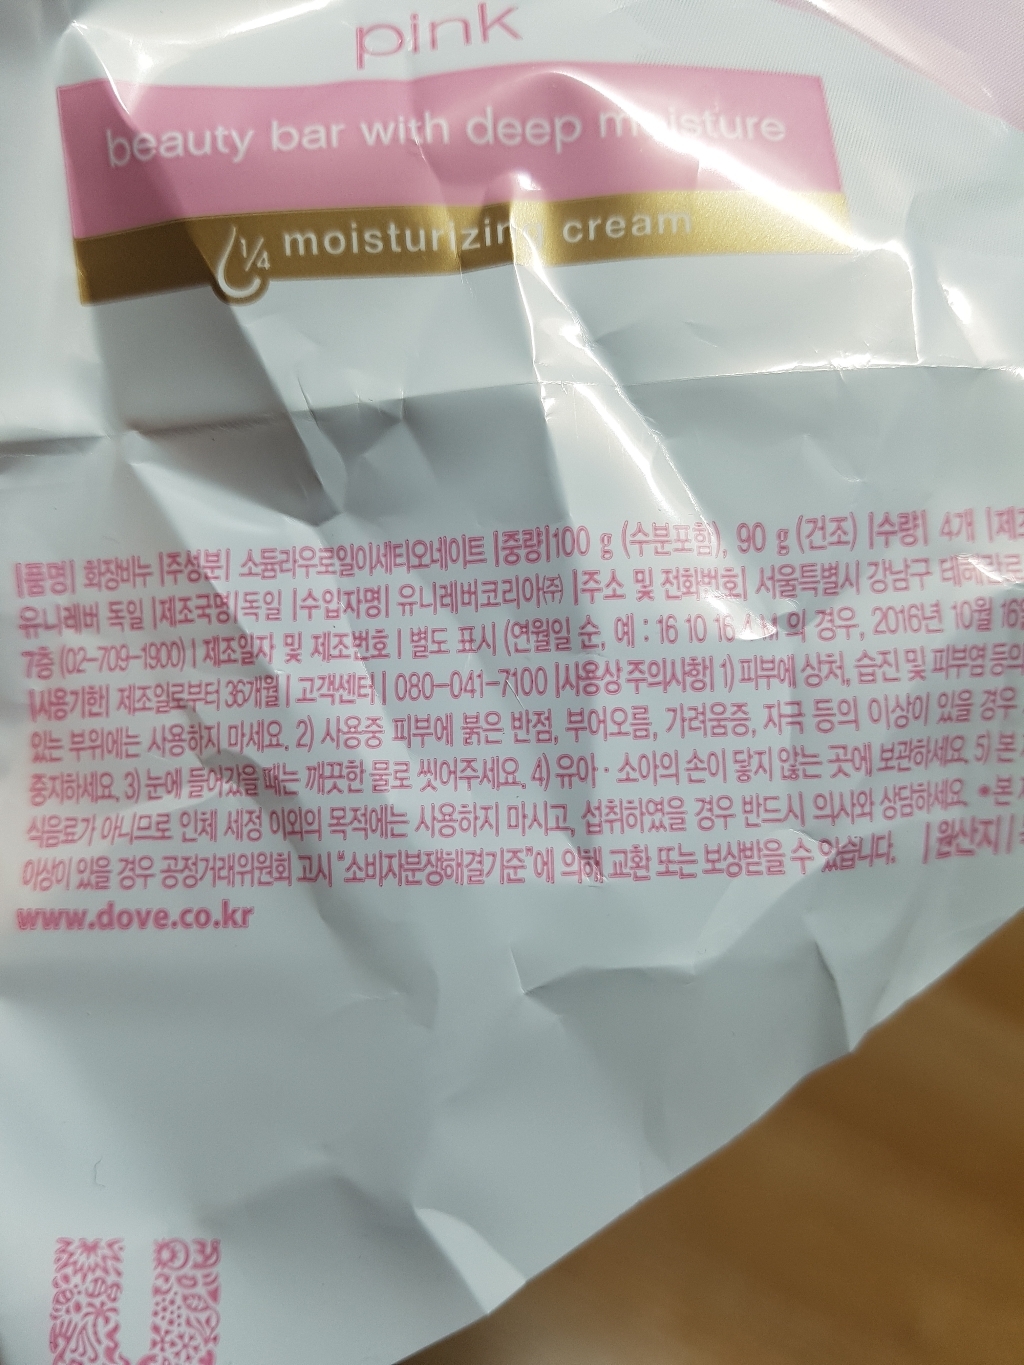 pink
beauty bar with deep moisture
1/4 moisturizing cream
|품명| 화장비누 |주성분| 소듐라우로일이세티오네이트 |중량|100 g (수분포함), 90 g (건조) |수량| 4개 |제조
유니레버 독일 |제조국명|독일 |수입자명| 유니레버코리아㈜ |주소 및 전화번호| 서울특별시 강남구 테헤란로
7층 (02-709-1900) | 제조일자 및 제조번호 | 별도 표시 (연월일 순, 예 : 16 10 16 의 경우, 2016년 10월 16일
|사용기한| 제조일로부터 36개월 | 고객센터 | 080-041-7100 |사용상 주의사항| 1) 피부에 상처, 습진 및 피부염 등의
있는 부위에는 사용하지 마세요. 2) 사용중 피부에 붉은 반점, 부어오름, 가려움증, 자극 등의 이상이 있을 경우
중지하세요. 3) 눈에 들어갔을 때는 깨끗한 물로 씻어주세요. 4) 유아 · 소아의 손이 닿지 않는 곳에 보관하세요. 5) 본
식음료가 아니므로 인체 세정 이외의 목적에는 사용하지 마시고, 섭취하였을 경우 반드시 의사와 상담하세요. *본
이상이 있을 경우 공정거래위원회 고시 “소비자분쟁해결기준”에 의해 교환 또는 보상받을 수 있습니다. |원산지|
www.dove.co.kr